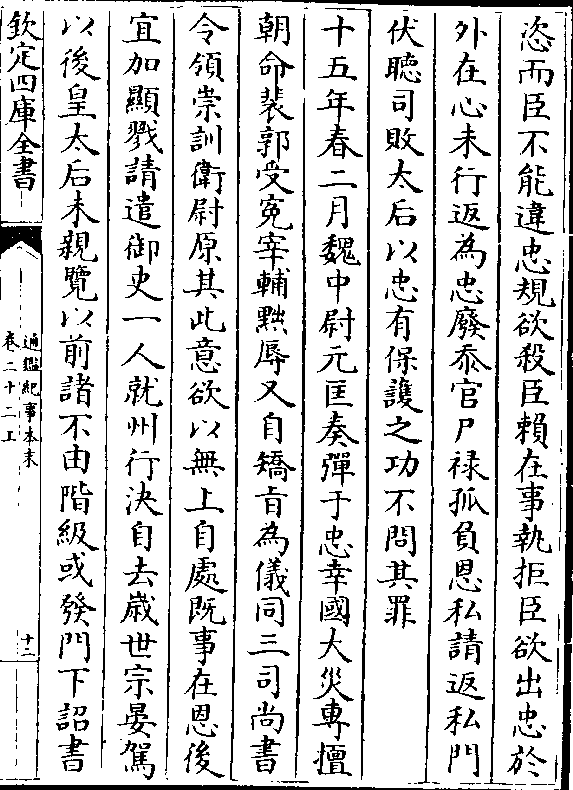 恣而臣不能違忠規欲殺臣賴在事執拒臣欲出忠於
外在心未行返為忠廢忝官尸禄孤負恩私請返私門
伏聽司敗太后以忠有保護之功不問其罪
十五年春二月魏中尉元匡奏彈于忠幸國大災專擅
朝命裴郭受寃宰輔黜辱又自矯旨為儀同三司尚書
令領崇訓衛尉原其此意欲以無上自處既事在恩後
宜加顯戮請遣御史一人就州行決自去歲世宗晏駕
以後皇太后未親覽以前諸不由階級或發門下詔書
欽定四庫全書
通鑑紀事本末
卷二十二上
十二